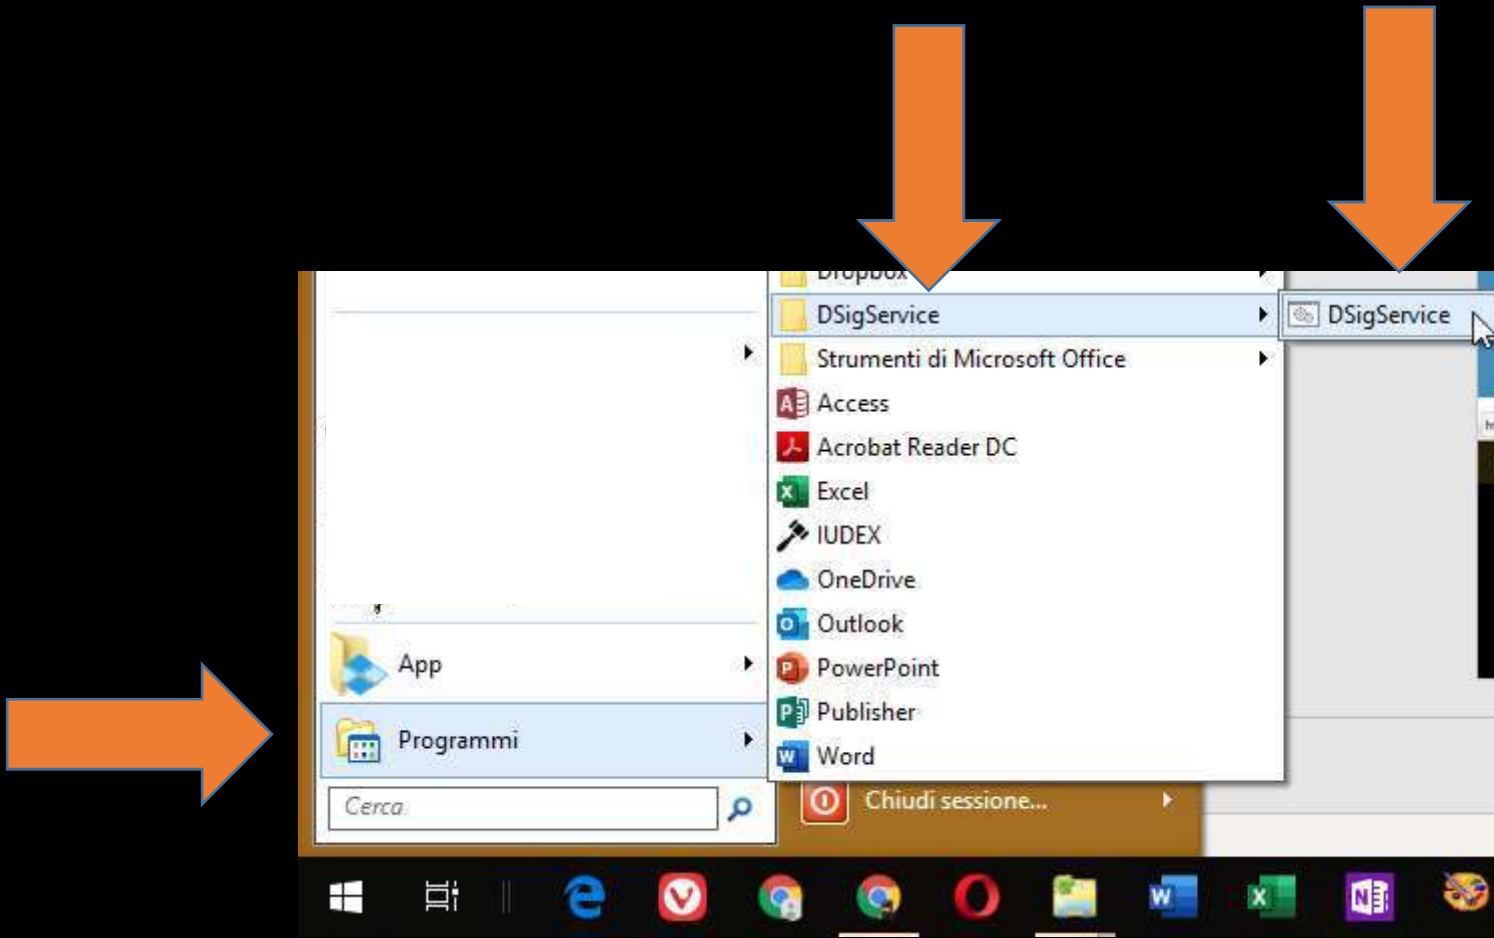 Dropbox
DSigService
DSigService
Strumenti di Microsoft Office
Access
Acrobat Reader DC
Excel
IUDEX
OneDrive
Outlook
PowerPoint
Publisher
Word
App
Programmi
Cerca
Chiudi sessione...